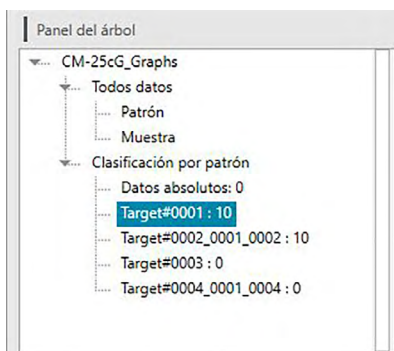 Panel del árbol
CM-25cG_Graphs
Todos datos
Patrón
Muestra
Clasificación por patrón
Datos absolutos: 0
Target#0001 : 10
Target#0002_0001_0002 : 10
Target#0003 : 0
Target#0004_0001_0004 : 0